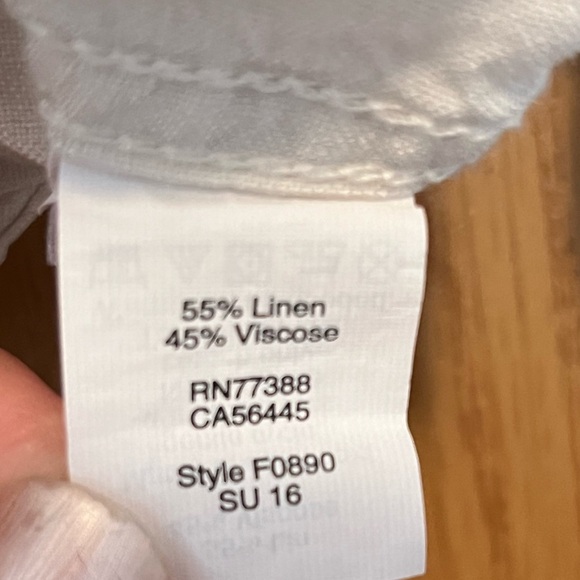 55% Linen
45% Viscose
RN77388
CA56445
Style F0890
SU 16